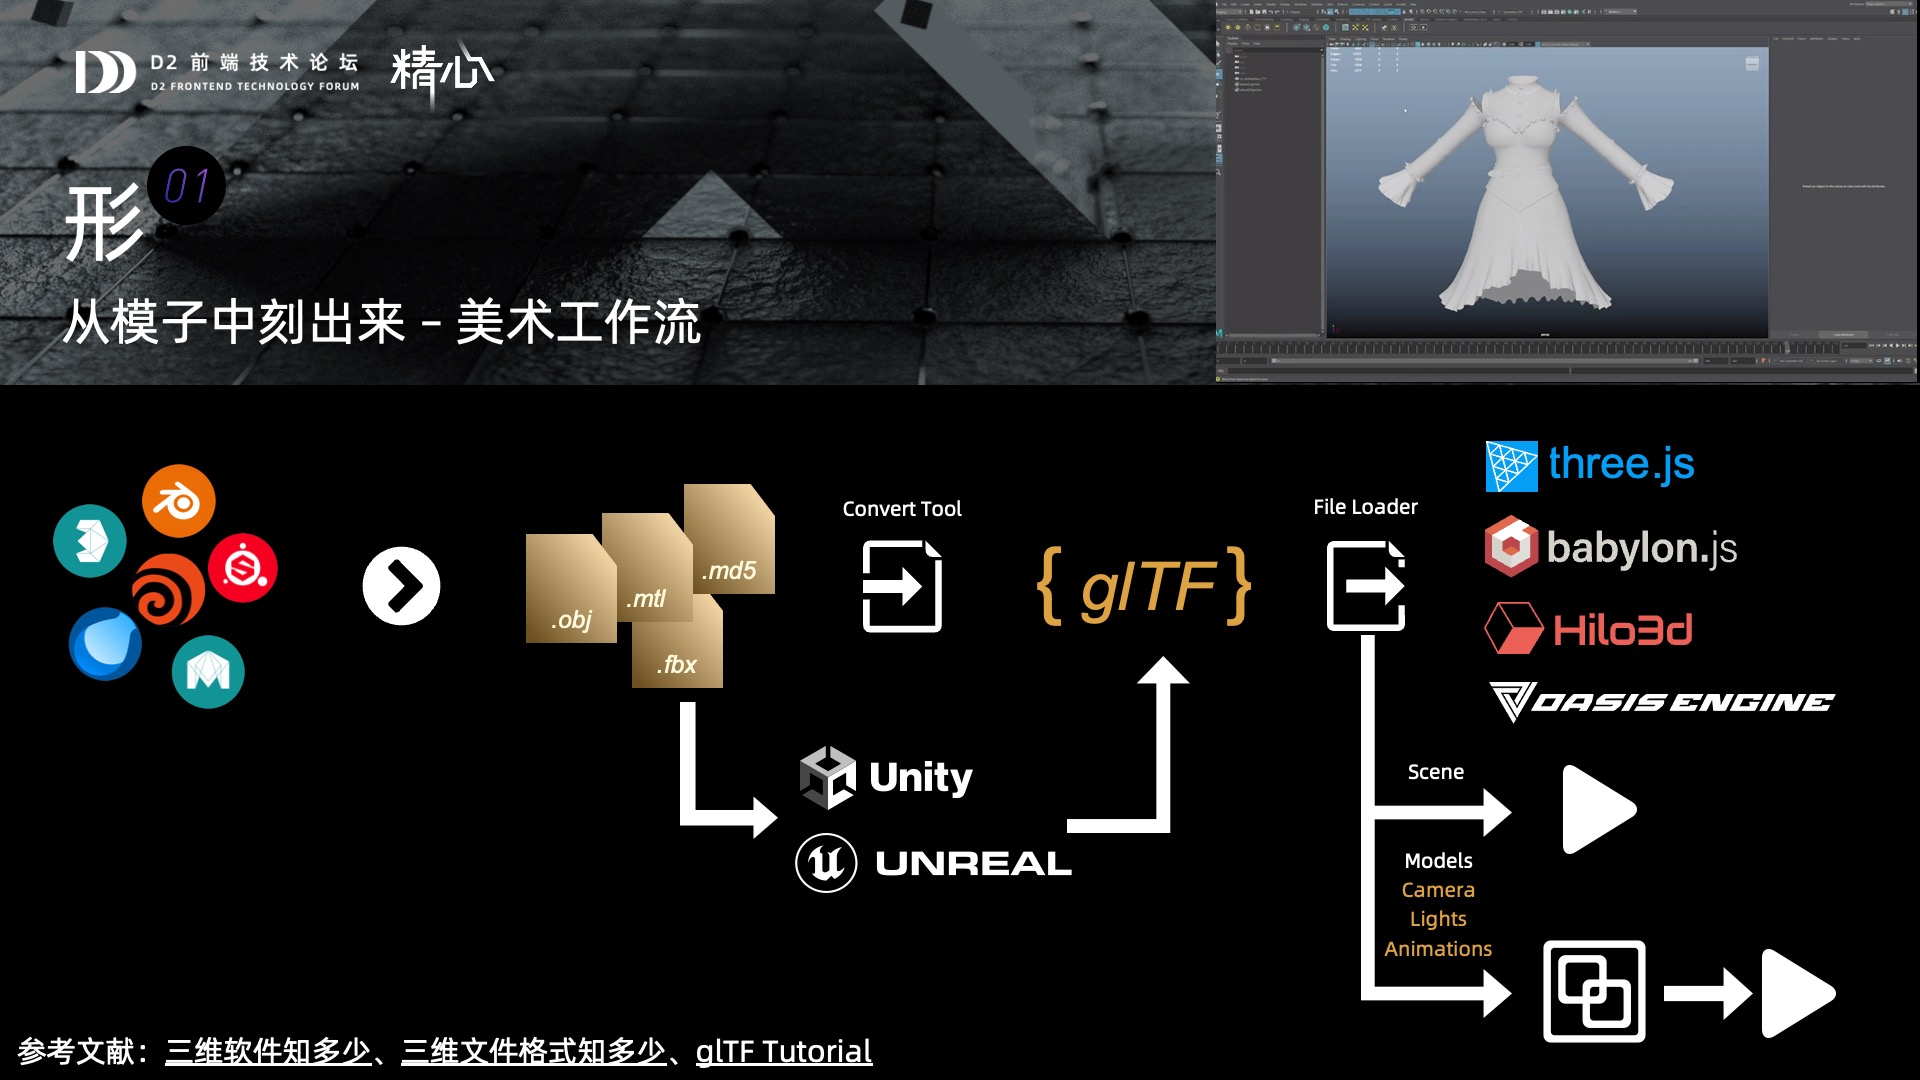 D2 前端技术论坛
D2 FRONTEND TECHNOLOGY FORUM
精心
形
01
从模子中刻出来 – 美术工作流
.obj
.mtl
.md5
.fbx
Convert Tool
{ glTF }
File Loader
three.js
babylon.js
Hilo3d
OASIS ENGINE
Unity
UNREAL
Scene
Models
Camera
Lights
Animations
参考文献：三维软件知多少、三维文件格式知多少、glTF Tutorial